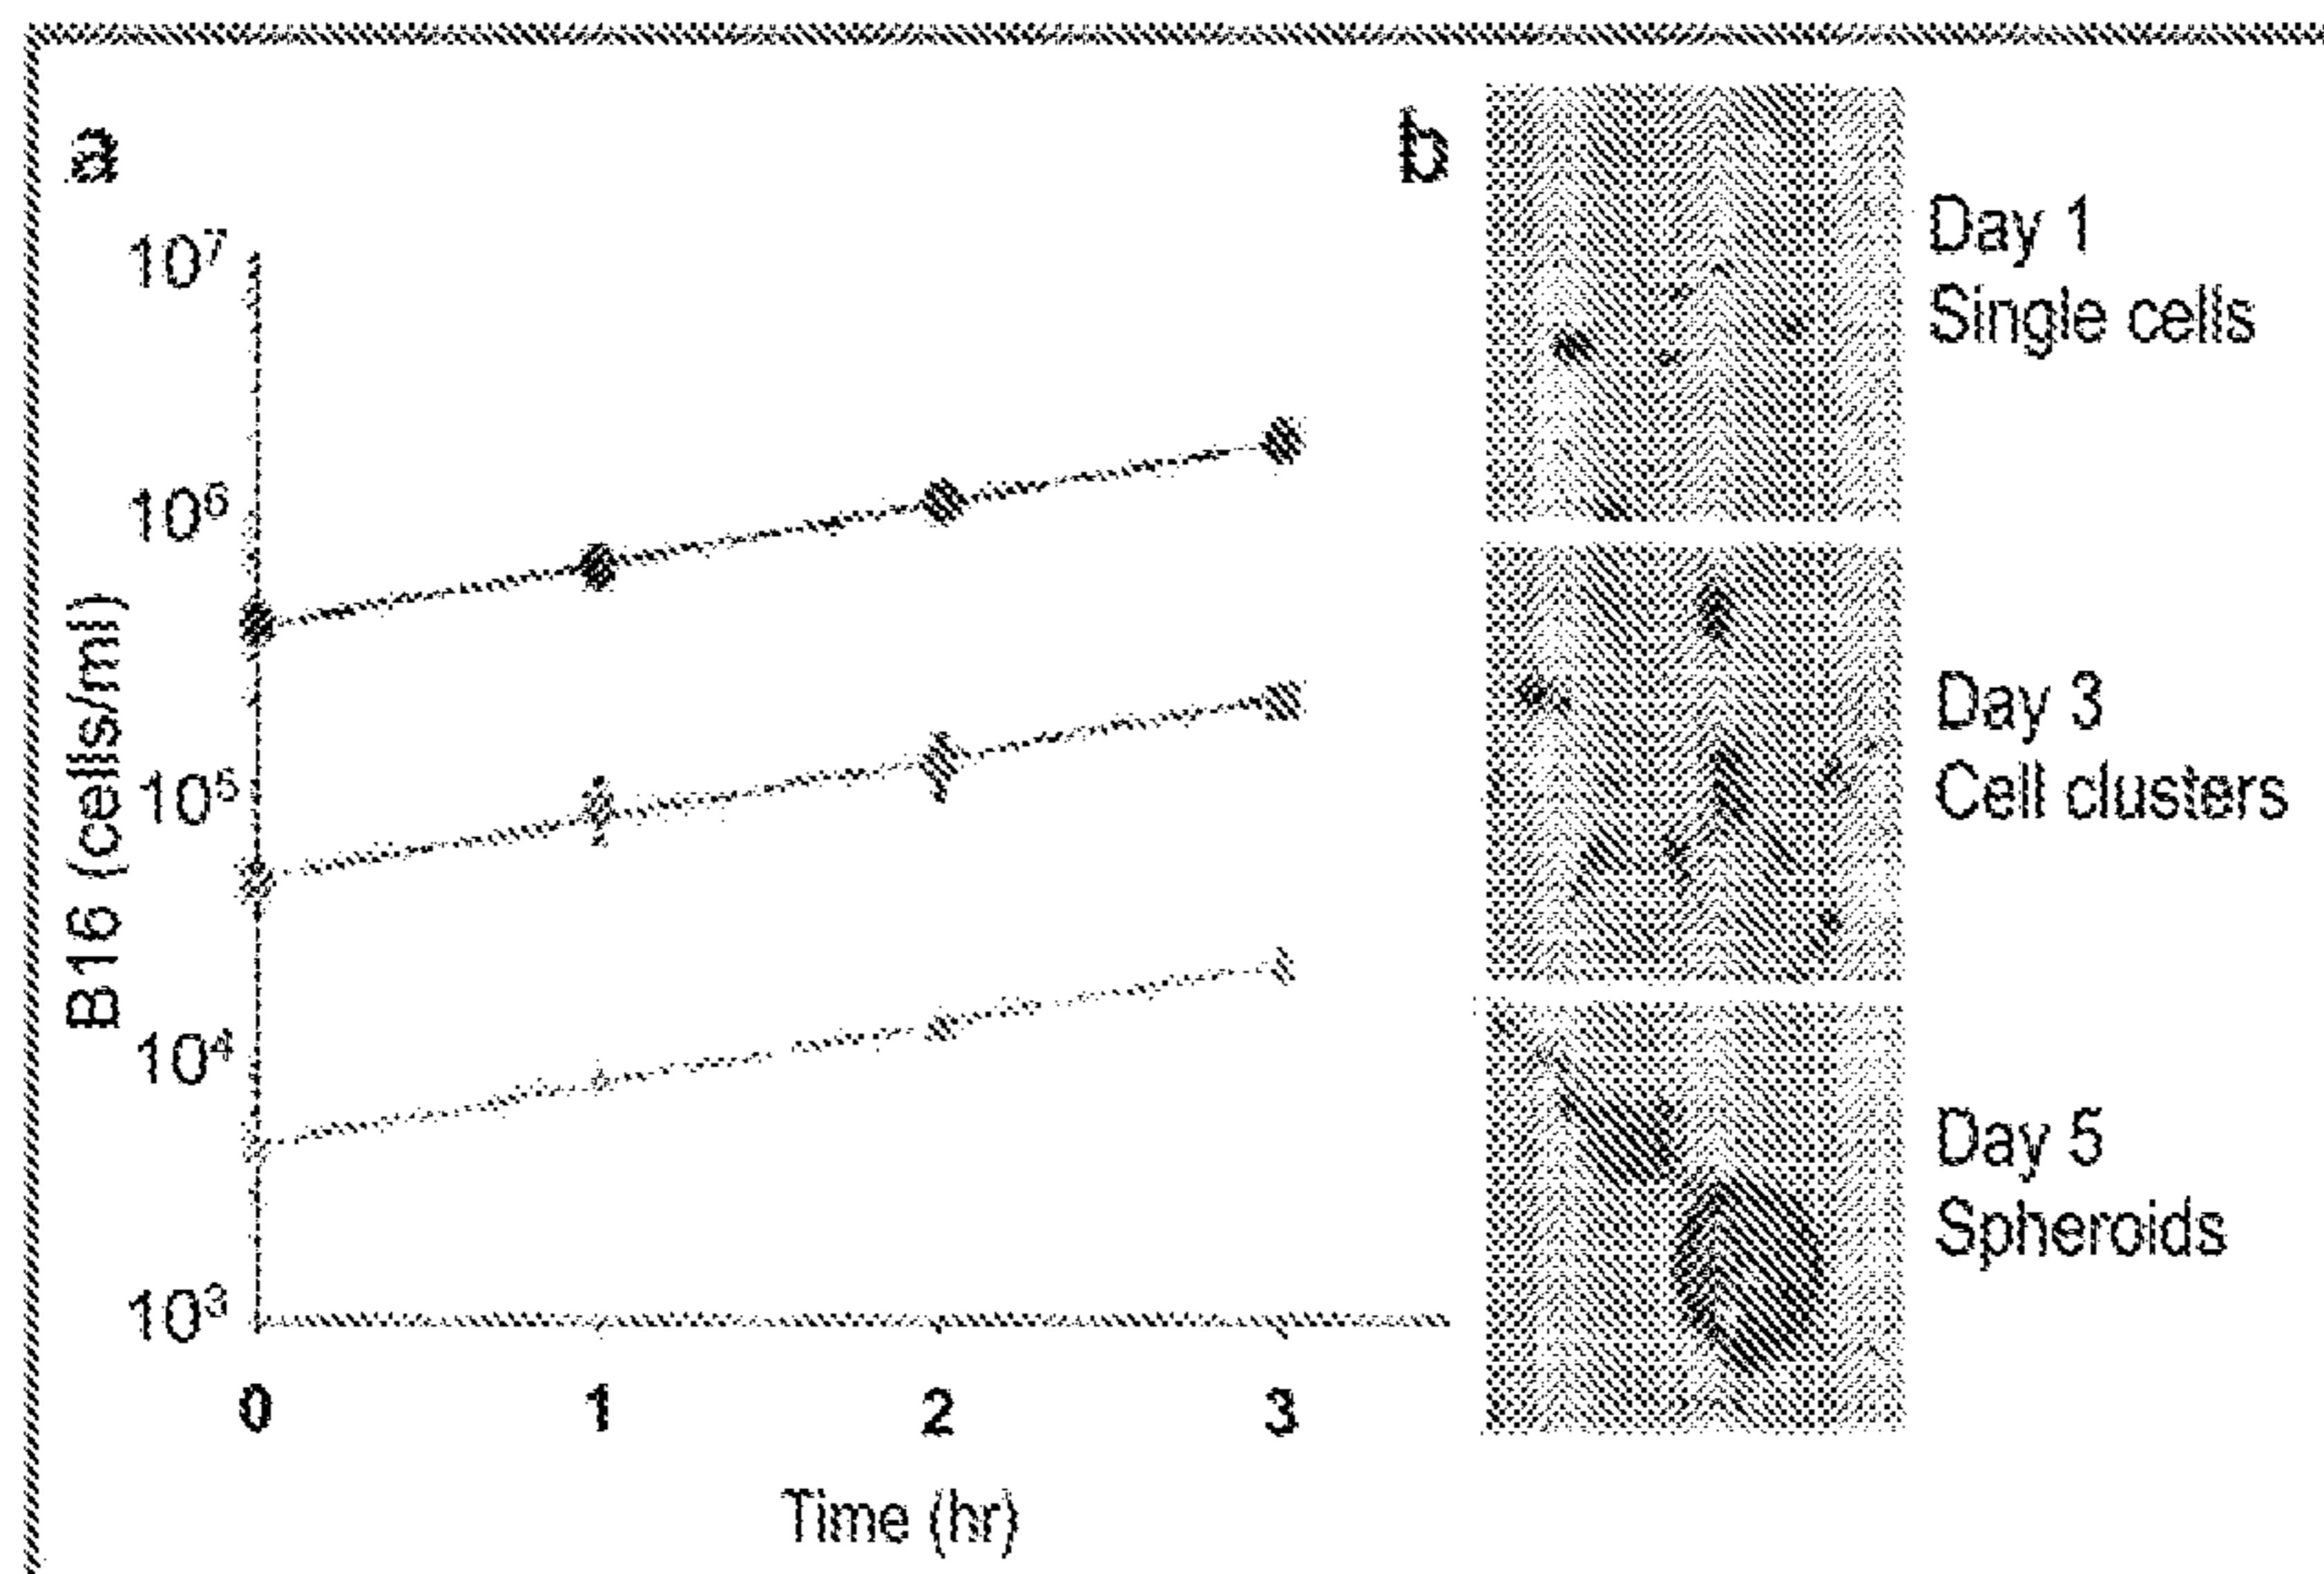 a
10⁷
10⁶
10⁵
10⁴
10³
B16 (cells/ml)
0 1 2 3
Time (hr)
b
Day 1
Single cells
Day 3
Cell clusters
Day 5
Spheroids